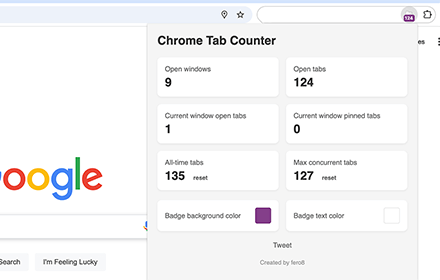 124
es
Chrome Tab Counter
Open windows
9
Open tabs
124
Current window open tabs
1
Current window pinned tabs
0
All-time tabs
135 reset
Max concurrent tabs
127 reset
Badge background color
Badge text color
oogle
Search
I'm Feeling Lucky
Tweet
Created by fero8